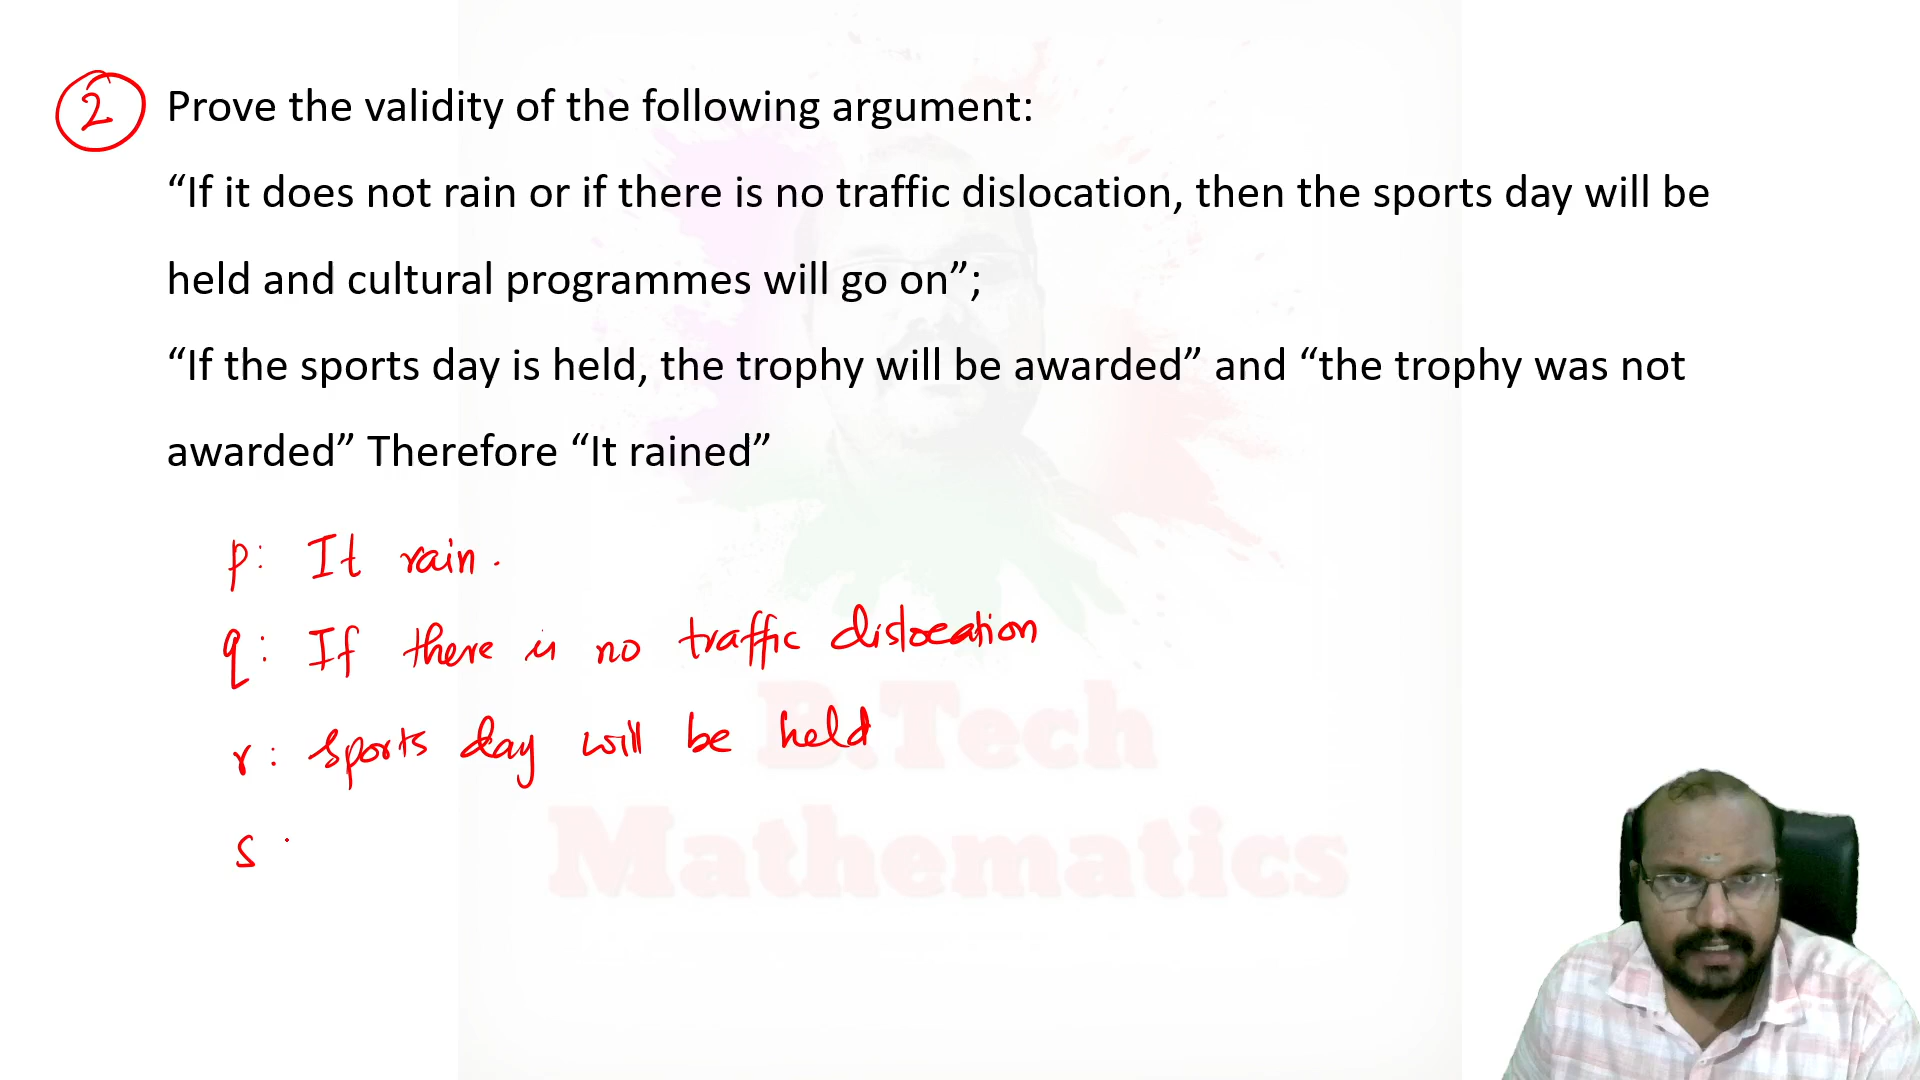 2 Prove the validity of the following argument:
“If it does not rain or if there is no traffic dislocation, then the sports day will be
held and cultural programmes will go on”;
“If the sports day is held, the trophy will be awarded” and “the trophy was not
awarded” Therefore “It rained”
p: It rain.
q: If there is no traffic dislocation
r: sports day will be held
s .
B.Tech
Mathematics